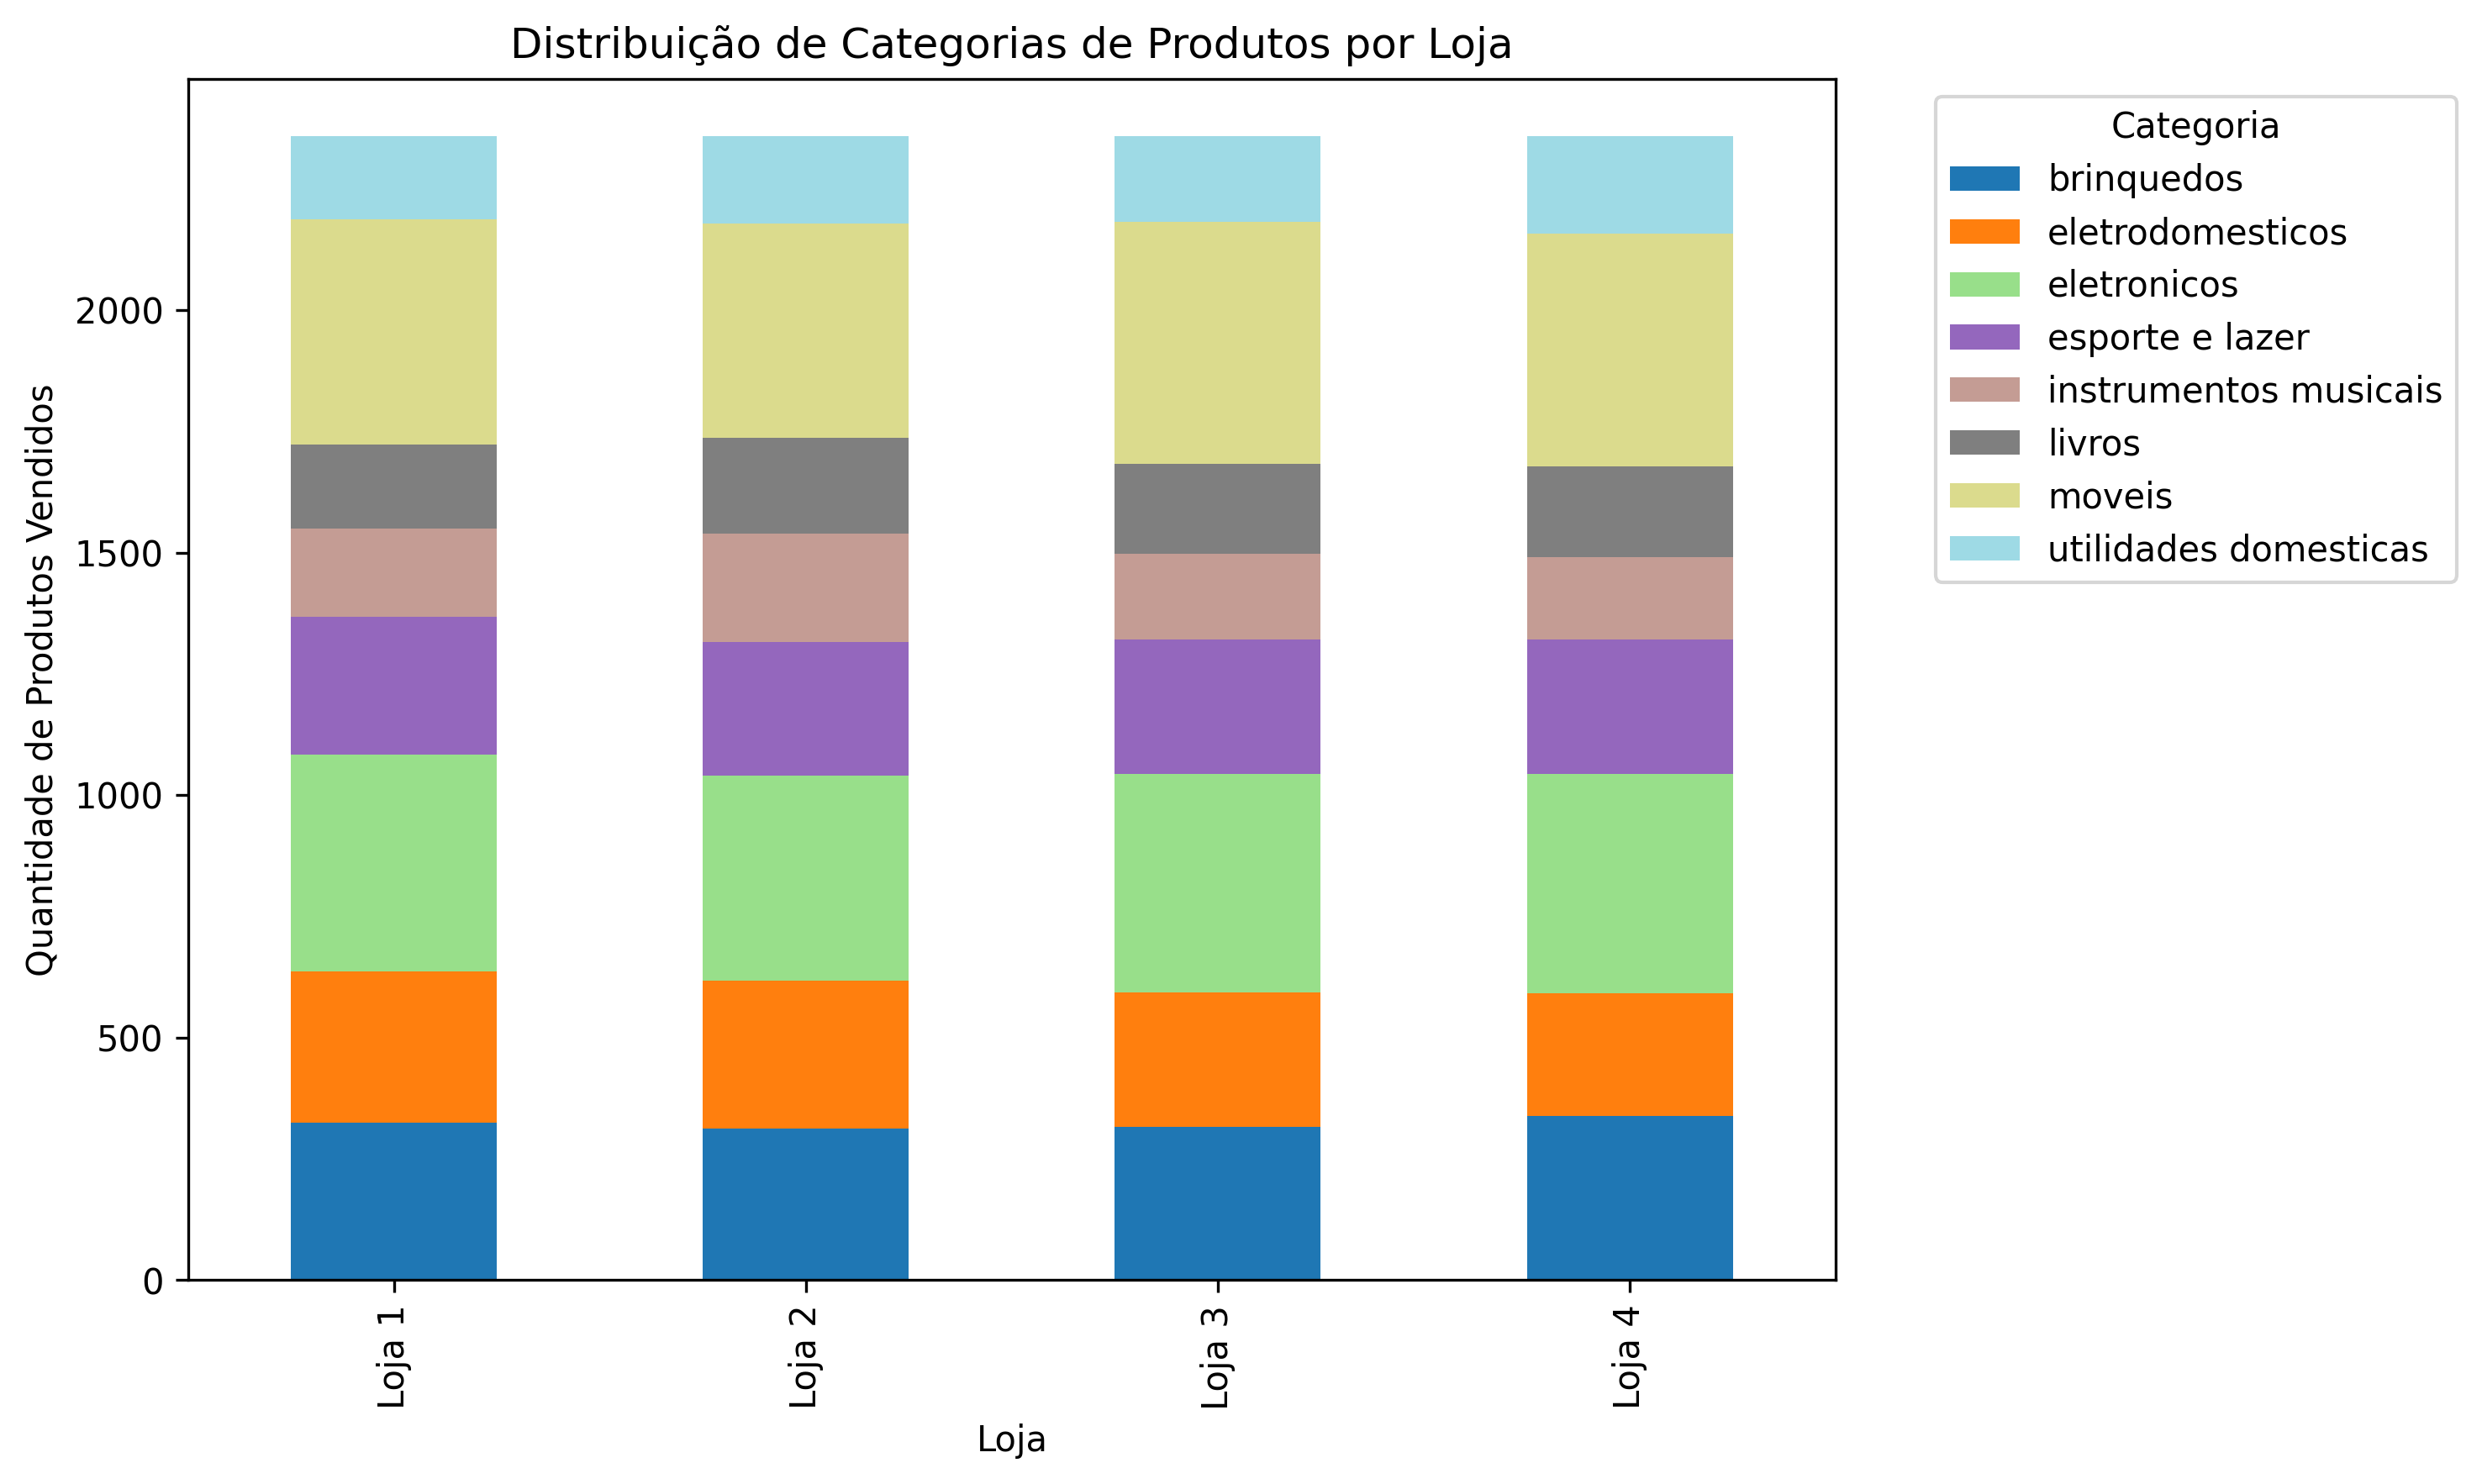 Distribuição de Categorias de Produtos por Loja
Quantidade de Produtos Vendidos
2000
1500
1000
500
0
Loja 1
Loja 2
Loja 3
Loja 4
Loja
Categoria
brinquedos
eletrodomesticos
eletronicos
esporte e lazer
instrumentos musicais
livros
moveis
utilidades domesticas